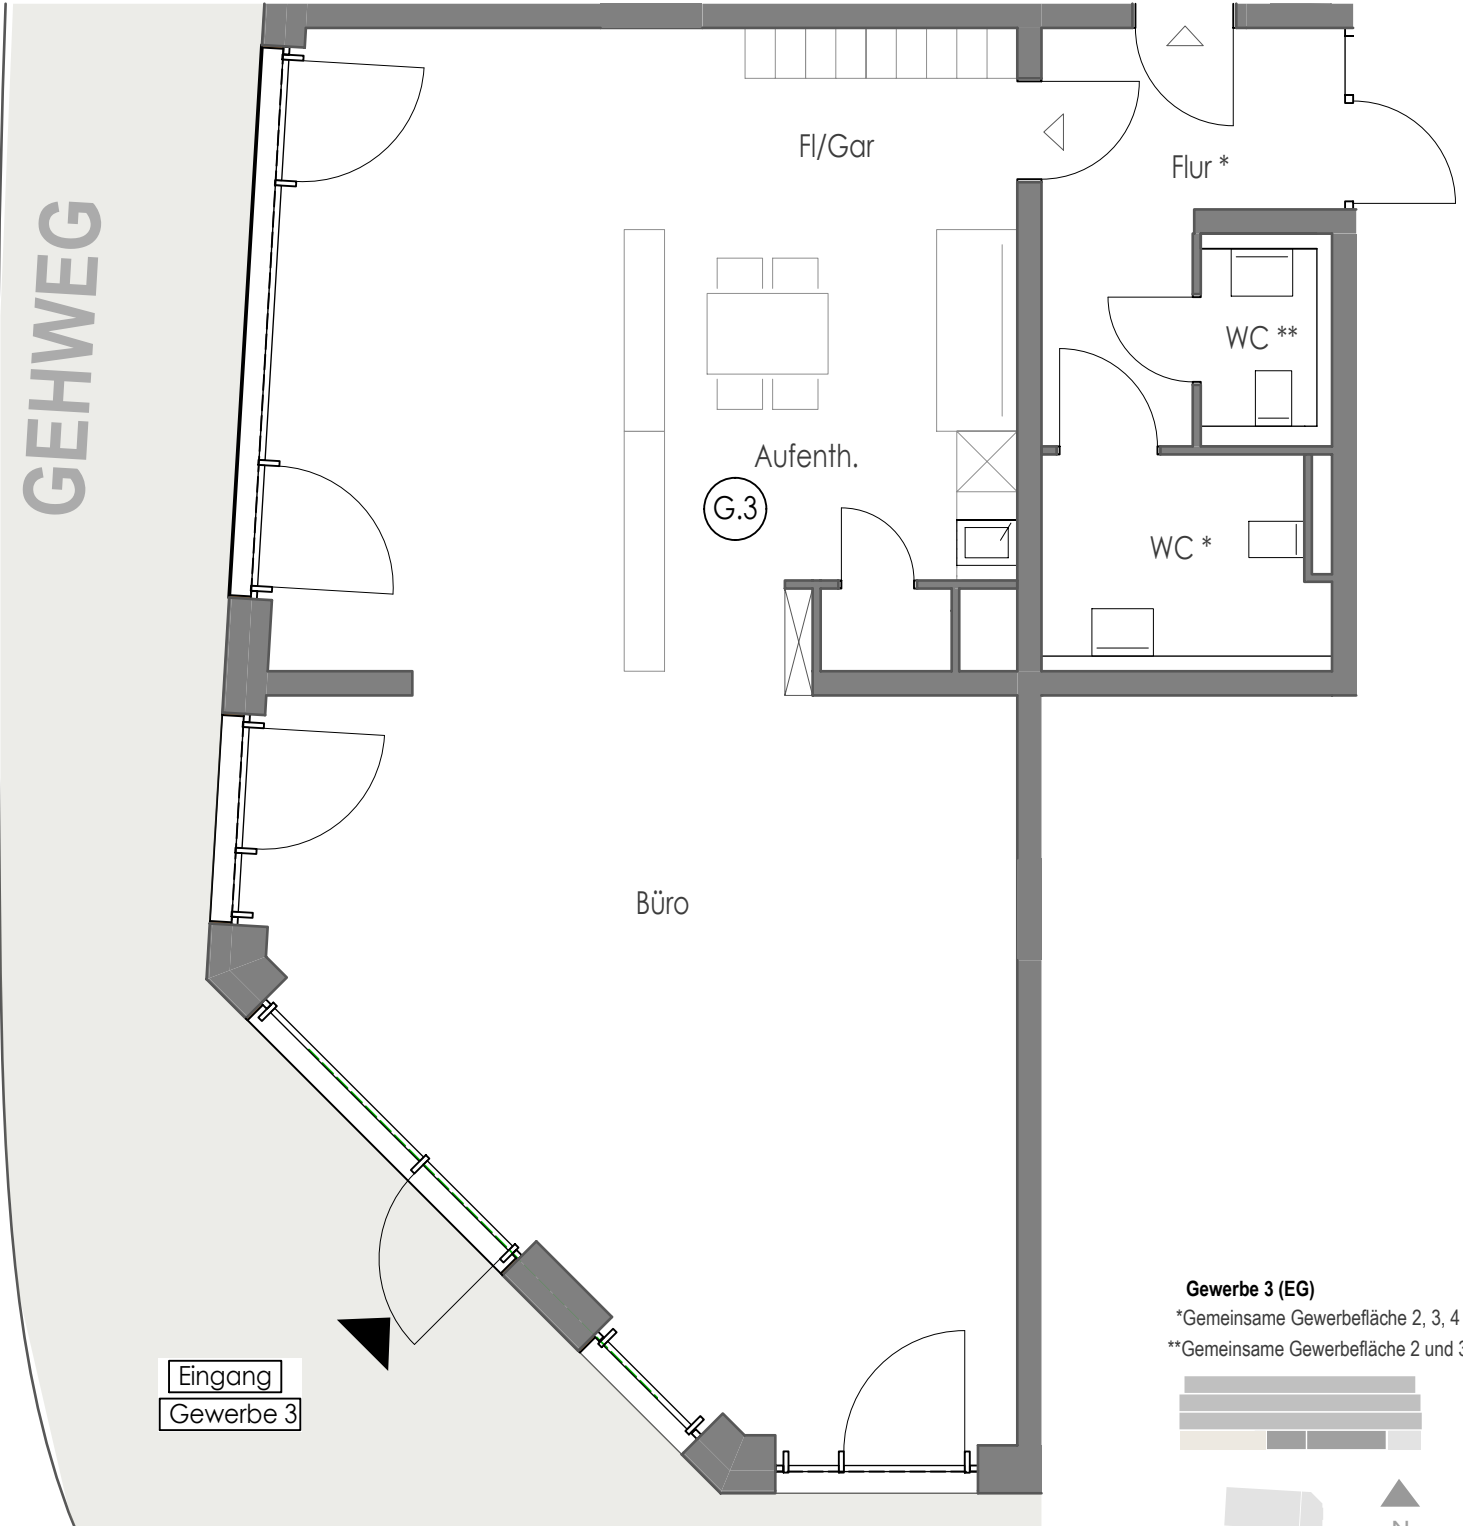 Fl/Gar
Flur *
GEHWEG
WC **
Aufenth.
G.3
WC *
Büro
Eingang
Gewerbe 3
Gewerbe 3 (EG)
*Gemeinsame Gewerbefläche 2, 3, 4
**Gemeinsame Gewerbefläche 2 und 3
N